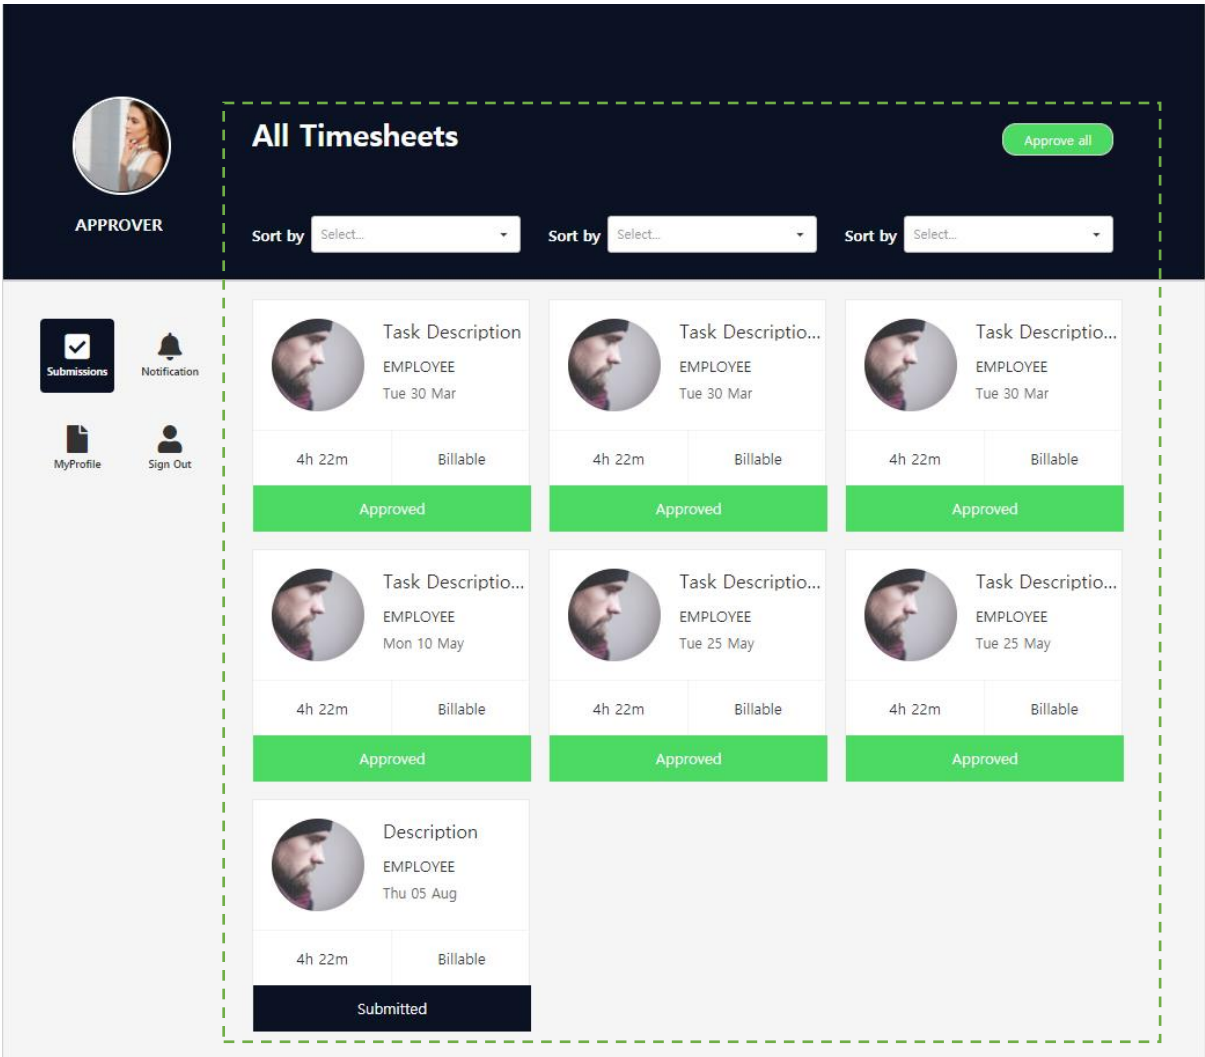 All Timesheets
Approve all
APPROVER
Sort by Select... Sort by Select... Sort by Select...
Submissions Notification
MyProfile Sign Out
Task Description Task Descriptio... Task Descriptio...
EMPLOYEE EMPLOYEE EMPLOYEE
Tue 30 Mar Tue 30 Mar Tue 30 Mar
4h 22m Billable 4h 22m Billable 4h 22m Billable
Approved Approved Approved
Task Descriptio... Task Descriptio... Task Descriptio...
EMPLOYEE EMPLOYEE EMPLOYEE
Mon 10 May Tue 25 May Tue 25 May
4h 22m Billable 4h 22m Billable 4h 22m Billable
Approved Approved Approved
Description
EMPLOYEE
Thu 05 Aug
4h 22m Billable
Submitted